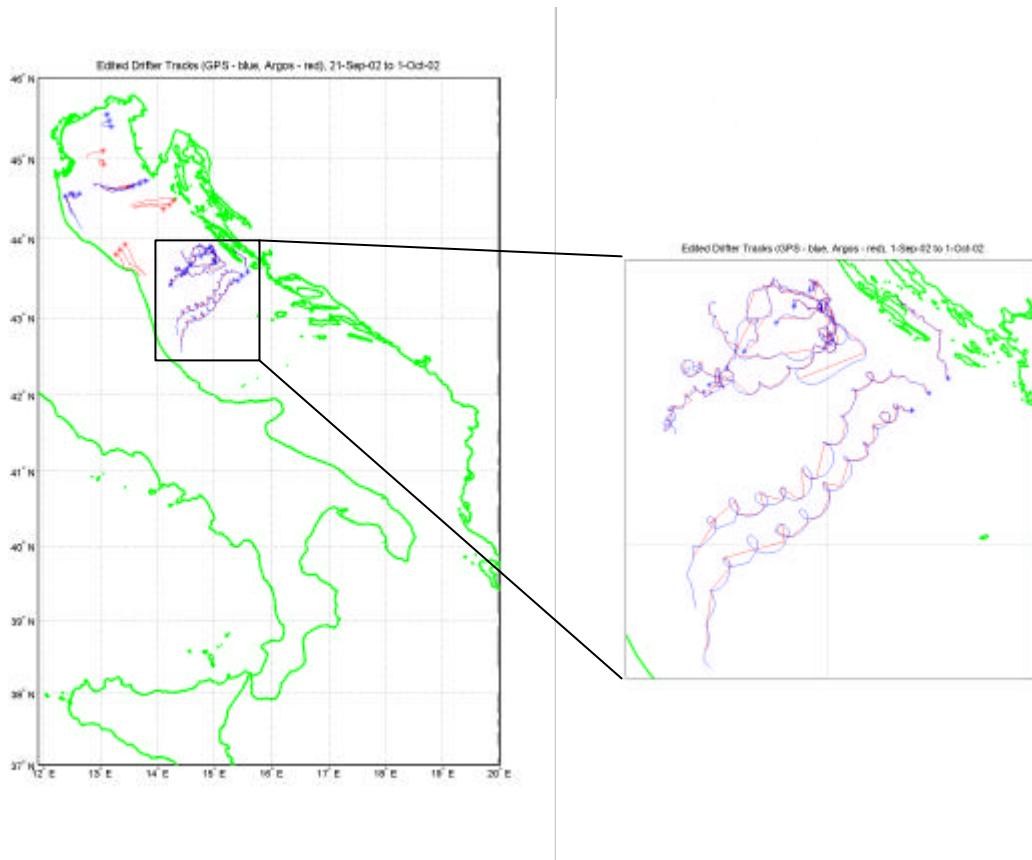 Edited Drifter Tracks (GPS - blue, Argos - red), 21-Sep-02 to 1-Oct-02
46° N
45° N
44° N
43° N
42° N
41° N
40° N
39° N
38° N
37° N
12° E
13° E
14° E
15° E
16° E
17° E
18° E
19° E
20° E
Edited Drifter Tracks (GPS - blue, Argos - red), 1-Sep-02 to 1-Oct-02